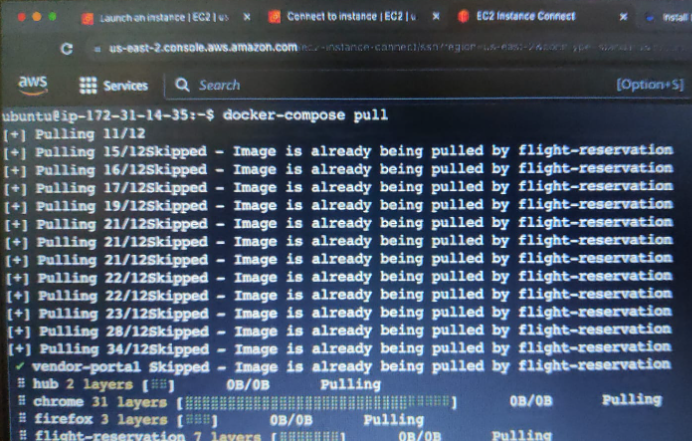 Launch an instance | EC2 | us
Connect to instance | EC2 | u
EC2 Instance Connect
Install
us-east-2.console.aws.amazon.com
aws
Services
Search
[Option+S]
ubuntu@ip-172-31-14-35:~$ docker-compose pull
[+] Pulling 11/12
[+] Pulling 15/12Skipped - Image is already being pulled by flight-reservation
[+] Pulling 16/12Skipped - Image is already being pulled by flight-reservation
[+] Pulling 17/12Skipped - Image is already being pulled by flight-reservation
[+] Pulling 19/12Skipped - Image is already being pulled by flight-reservation
[+] Pulling 21/12Skipped - Image is already being pulled by flight-reservation
[+] Pulling 21/12Skipped - Image is already being pulled by flight-reservation
[+] Pulling 21/12Skipped - Image is already being pulled by flight-reservation
[+] Pulling 22/12Skipped - Image is already being pulled by flight-reservation
[+] Pulling 22/12Skipped - Image is already being pulled by flight-reservation
[+] Pulling 23/12Skipped - Image is already being pulled by flight-reservation
[+] Pulling 28/12Skipped - Image is already being pulled by flight-reservation
[+] Pulling 34/12Skipped - Image is already being pulled by flight-reservation
✓ vendor-portal Skipped - Image is already being pulled by flight-reservation
⠿ hub 2 layers [⣿⣿] 0B/0B Pulling
⠿ chrome 31 layers [⣿⣿⣿⣿⣿⣿⣿⣿⣿⣿⣿⣿⣿⣿⣿⣿⣿⣿⣿⣿⣿⣿⣿⣿⣿⣿⣿⣿⣿⣿⣿] 0B/0B Pulling
⠿ firefox 3 layers [⣿⣿⣿] 0B/0B Pulling
⠿ flight-reservation 7 layers [⣿⣿⣿⣿⣿⣿⣿] 0B/0B Pulling